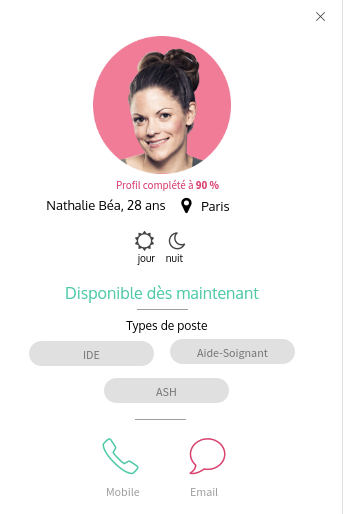 Profil complété à 90 %
Nathalie Béa, 28 ans Paris
jour nuit
Disponible dès maintenant
Types de poste
IDE Aide-Soignant
ASH
Mobile Email